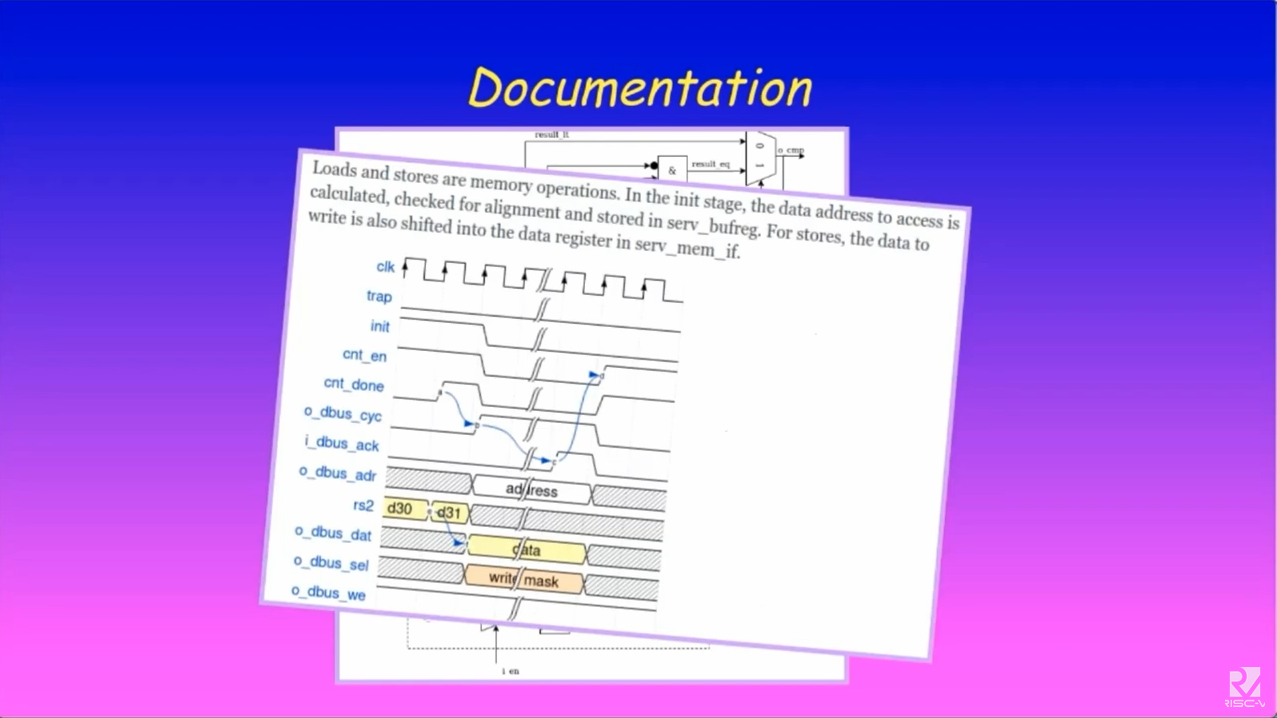 Documentation
result_lt
0
1
o_cmp
&
result_eq
Loads and stores are memory operations. In the init stage, the data address to access is
calculated, checked for alignment and stored in serv_bufreg. For stores, the data to
write is also shifted into the data register in serv_mem_if.
clk
trap
init
cnt_en
cnt_done
a
o_dbus_cyc
b
i_dbus_ack
c
o_dbus_adr
address
rs2
d30
d31
o_dbus_dat
data
o_dbus_sel
write mask
o_dbus_we
i_en
RISC-V